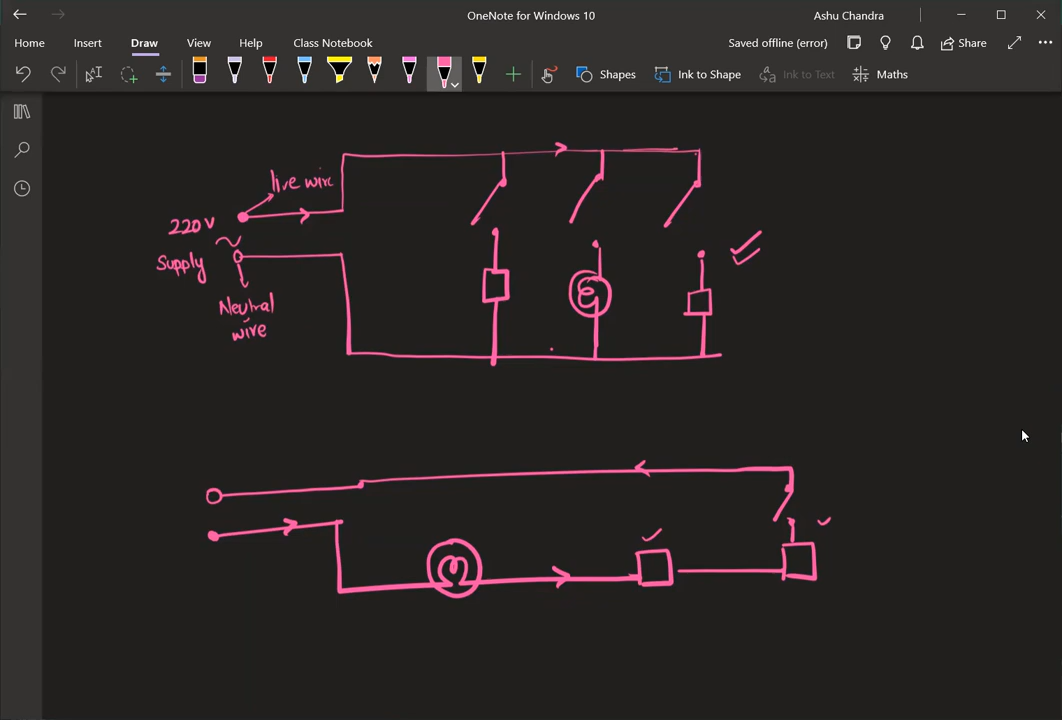 OneNote for Windows 10
Ashu Chandra
Home
Insert
Draw
View
Help
Class Notebook
Saved offline (error)
Share
Shapes
Ink to Shape
Ink to Text
Maths
live wire
220V
Supply
Neutral
wire